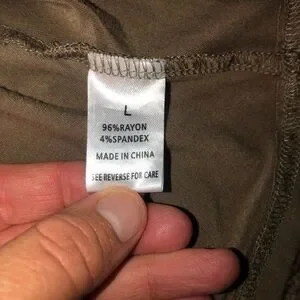 L
96%RAYON
4%SPANDEX
MADE IN CHINA
SEE REVERSE FOR CARE